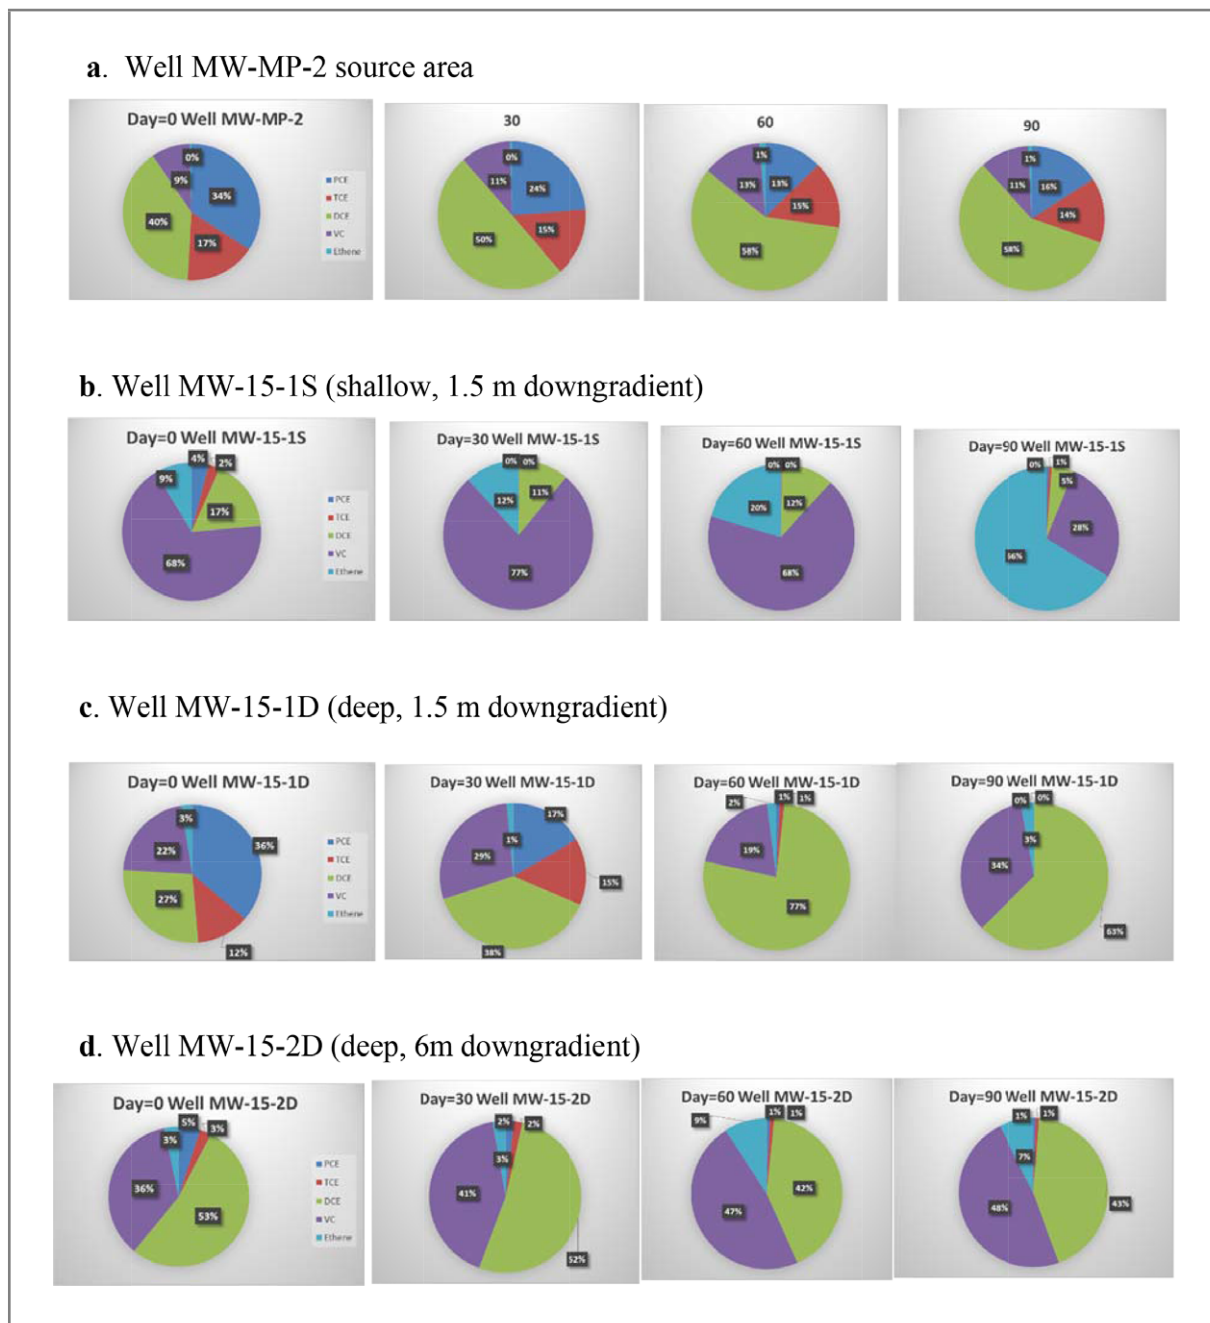 a. Well MW-MP-2 source area
Day=0 Well MW-MP-2
0%
9%
34%
40%
17%
PCE
TCE
DCE
VC
Ethene
30
0%
11%
24%
15%
50%
60
1%
13%
13%
15%
58%
90
1%
11%
16%
14%
58%
b. Well MW-15-1S (shallow, 1.5 m downgradient)
Day=0 Well MW-15-1S
4%
2%
9%
17%
68%
PCE
TCE
DCE
VC
Ethene
Day=30 Well MW-15-1S
0%
0%
12%
11%
77%
Day=60 Well MW-15-1S
0%
0%
20%
12%
68%
Day=90 Well MW-15-1S
0%
1%
5%
28%
66%
c. Well MW-15-1D (deep, 1.5 m downgradient)
Day=0 Well MW-15-1D
3%
36%
22%
27%
12%
PCE
TCE
DCE
VC
Ethene
Day=30 Well MW-15-1D
17%
1%
29%
15%
38%
Day=60 Well MW-15-1D
2%
1%
1%
19%
77%
Day=90 Well MW-15-1D
0%
0%
3%
34%
63%
d. Well MW-15-2D (deep, 6m downgradient)
Day=0 Well MW-15-2D
5%
3%
3%
36%
53%
PCE
TCE
DCE
VC
Ethene
Day=30 Well MW-15-2D
2%
2%
3%
41%
52%
Day=60 Well MW-15-2D
9%
1%
1%
42%
47%
Day=90 Well MW-15-2D
1%
1%
7%
48%
43%